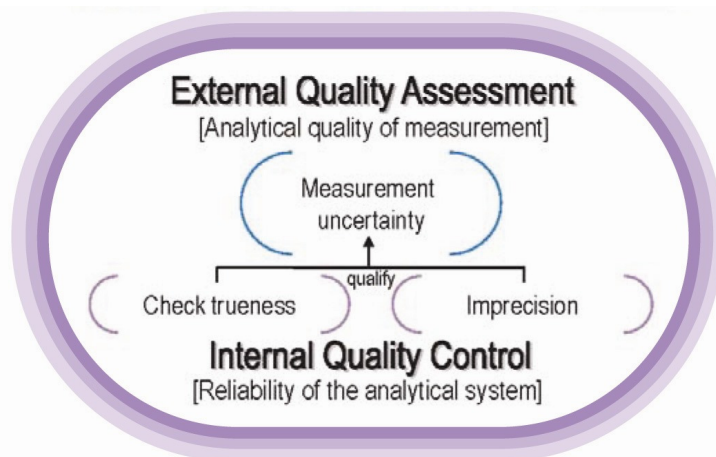 External Quality Assessment
[Analytical quality of measurement]
Measurement
uncertainty
qualify
Check trueness
Imprecision
Internal Quality Control
[Reliability of the analytical system]